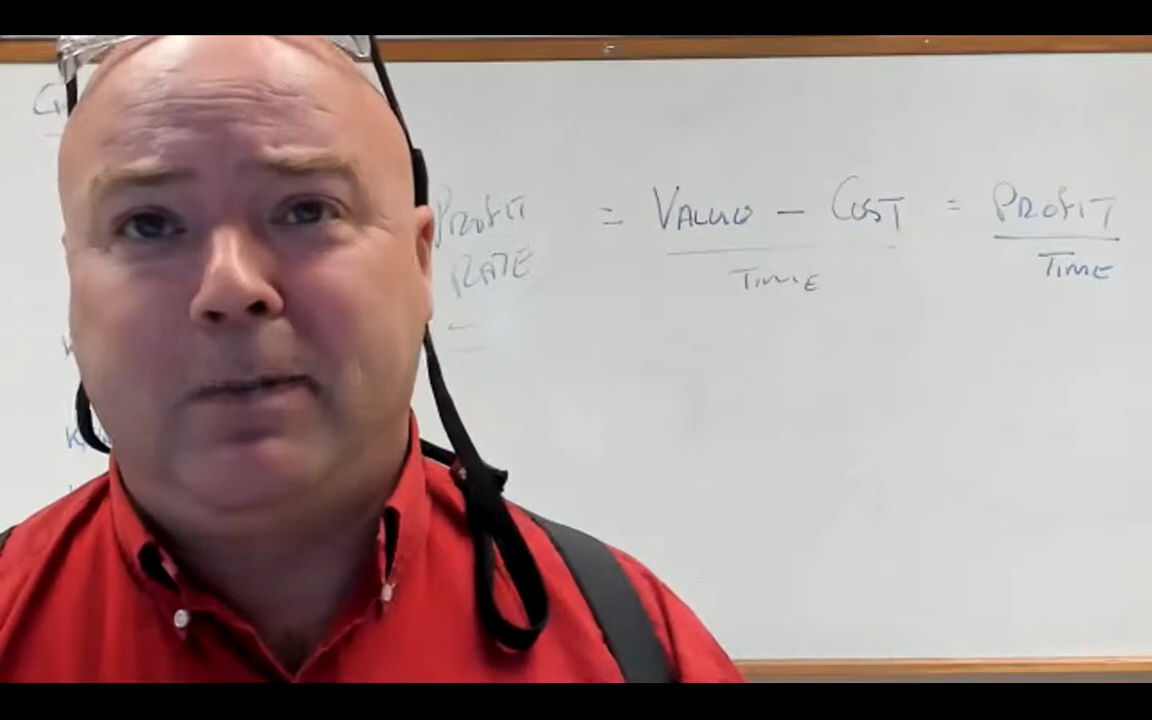 PROFIT = VALUE - COST = PROFIT
RATE TIME TIME
=